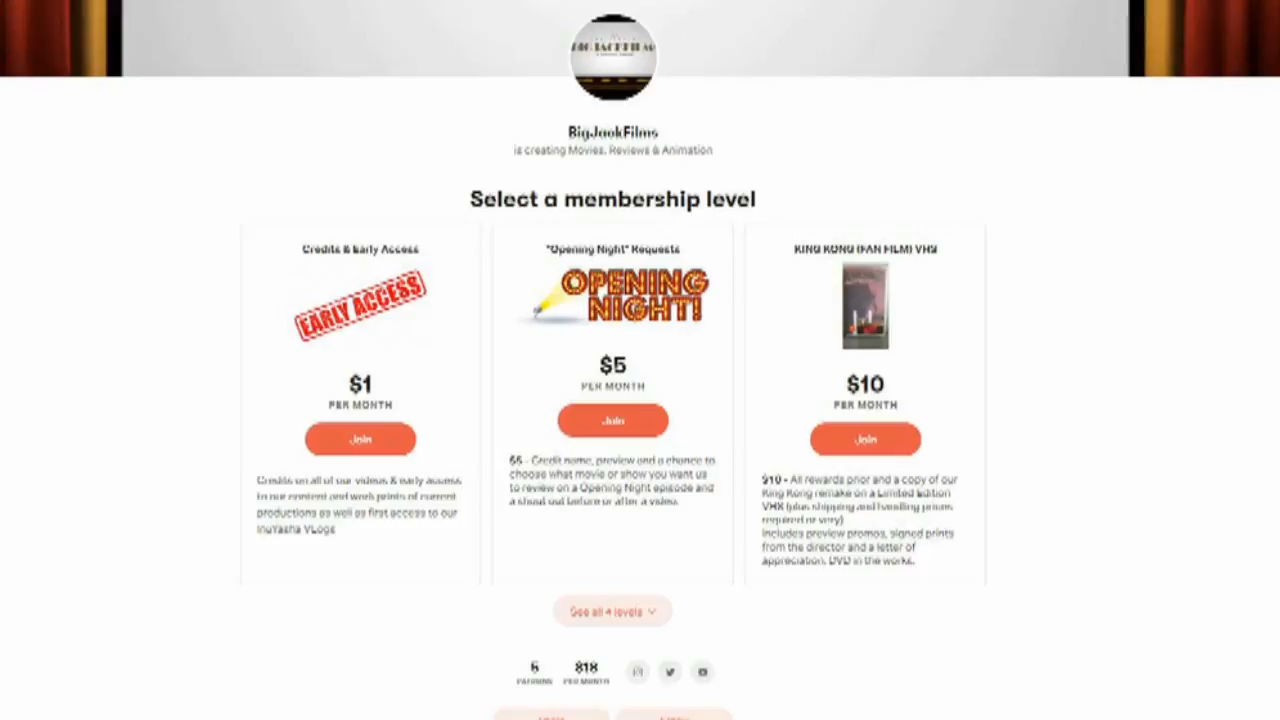 BIGJACKFILMS
BigJackFilms
is creating Movies, Reviews & Animation
Select a membership level
Credits & Early Access
EARLY ACCESS
$1
PER MONTH
Join
Credits on all of our videos & early access
to our content and work prints of current
productions as well as first access to our
InuYasha VLogs
"Opening Night" Requests
OPENING
NIGHT!
$5
PER MONTH
Join
$5 - Credit name, preview and a chance to
choose what movie or show you want us
to review on a Opening Night episode and
a shout out before or after a video.
KING KONG (FAN FILM) VHS
$10
PER MONTH
Join
$10 - All rewards prior and a copy of our
King Kong remake on a Limited Edition
VHX (plus shipping and handling prices
required or very)
Includes preview promos, signed prints
from the director and a letter of
appreciation. DVD in the works.
See all 4 levels
5
PATRONS
$18
PER MONTH